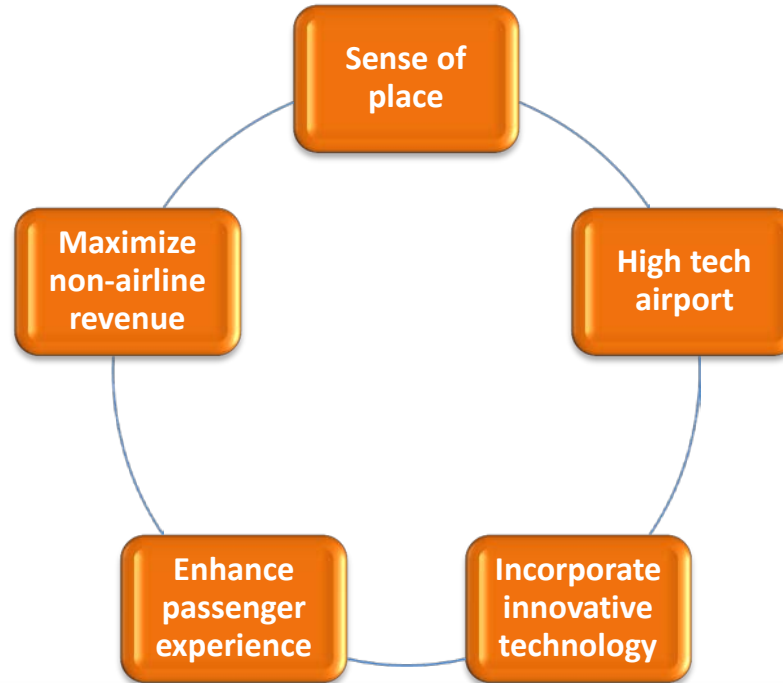 Sense of
place
High tech
airport
Incorporate
innovative
technology
Enhance
passenger
experience
Maximize
non-airline
revenue